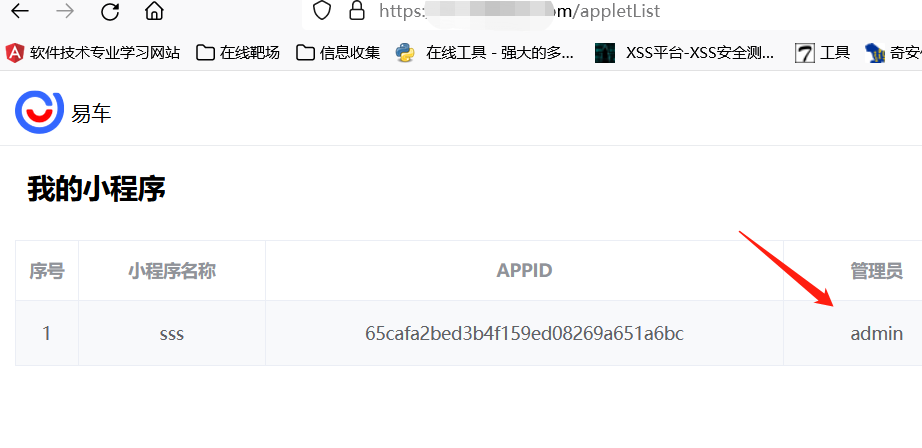 https: om/appletList
软件技术专业学习网站 在线靶场 信息收集 在线工具 - 强大的多... XSS平台-XSS安全测... 7 工具 奇安
易车
我的小程序
序号 小程序名称 APPID 管理员
1 sss 65cafa2bed3b4f159ed08269a651a6bc admin